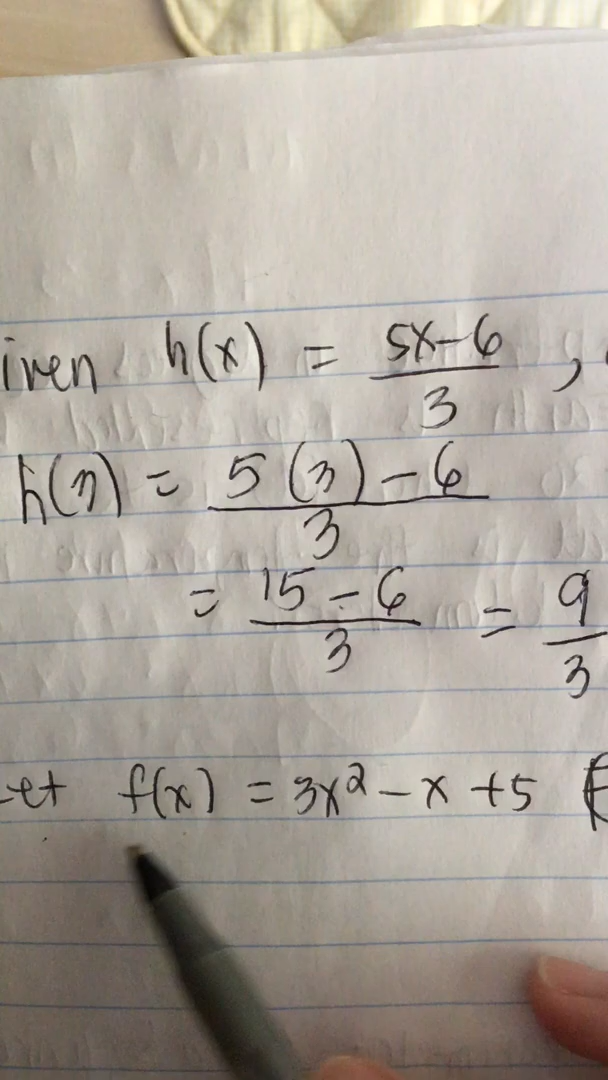 iven h(x) = 5x-6 / 3 ,
h(3) = 5(3) - 6 / 3
= 15 - 6 / 3 = 9 / 3
et f(x) = 3x² - x + 5